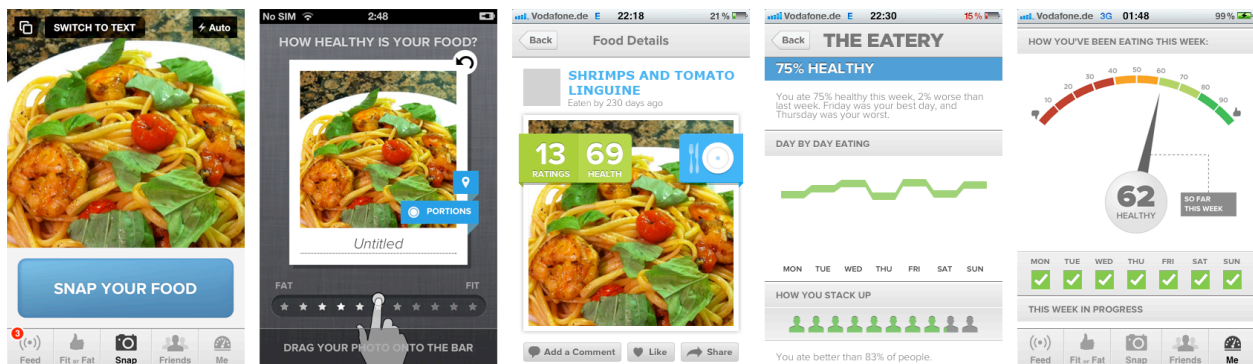 SWITCH TO TEXT
Auto
SNAP YOUR FOOD
3
Feed
Fit or Fat
Snap
Friends
Me
No SIM
2:48
HOW HEALTHY IS YOUR FOOD?
PORTIONS
Untitled
FAT
FIT
DRAG YOUR PHOTO ONTO THE BAR
Vodafone.de E 22:18 21%
Back
Food Details
SHRIMPS AND TOMATO
LINGUINE
Eaten by 230 days ago
13
RATINGS
69
HEALTH
Add a Comment
Like
Share
Vodafone.de E 22:30 15%
Back
THE EATERY
75% HEALTHY
You ate 75% healthy this week, 2% worse than
last week. Friday was your best day, and
Thursday was your worst.
DAY BY DAY EATING
MON TUE WED THU FRI SAT SUN
HOW YOU STACK UP
You ate better than 83% of people.
Vodafone.de 3G 01:48 99%
HOW YOU'VE BEEN EATING THIS WEEK:
10 20 30 40 50 60 70 80 90
62
HEALTHY
SO FAR
THIS WEEK
MON TUE WED THU FRI SAT SUN
THIS WEEK IN PROGRESS
Feed
Fit or Fat
Snap
Friends
Me